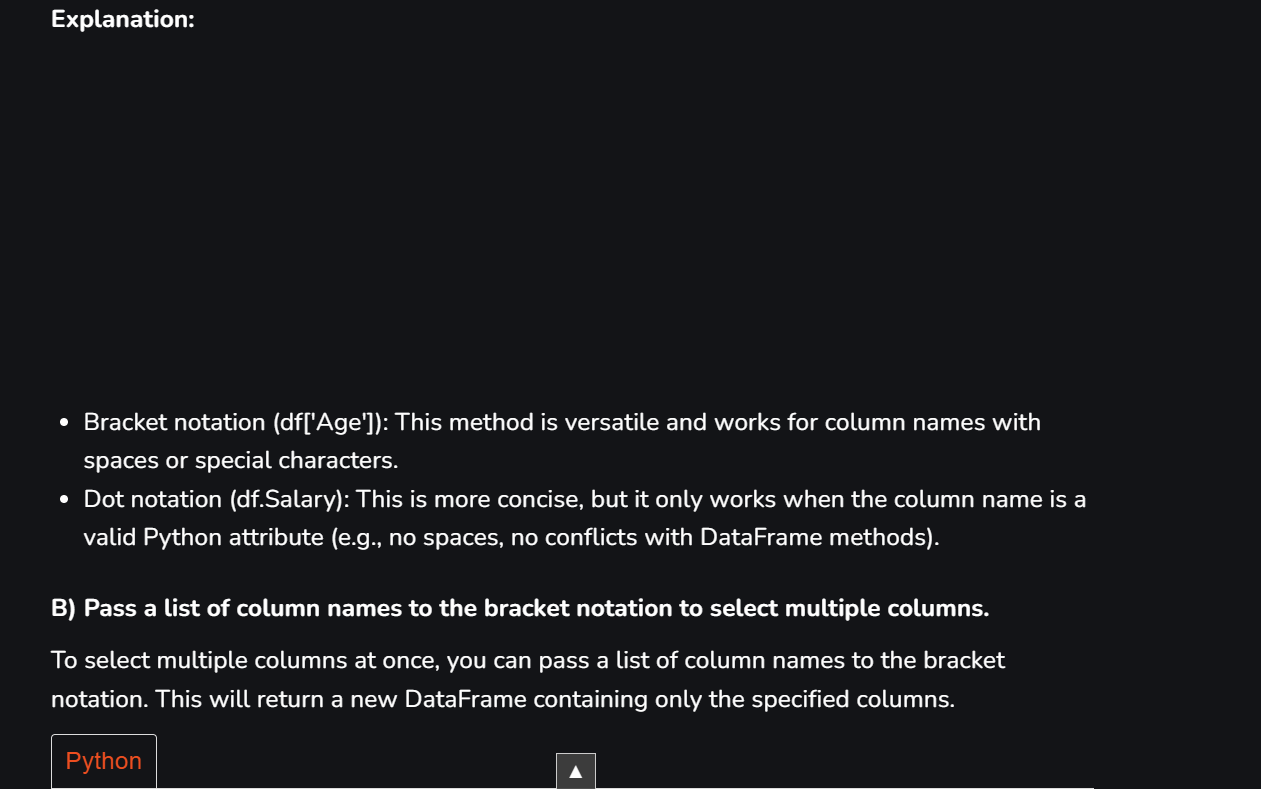 Explanation:
• Bracket notation (df['Age']): This method is versatile and works for column names with
spaces or special characters.
• Dot notation (df.Salary): This is more concise, but it only works when the column name is a
valid Python attribute (e.g., no spaces, no conflicts with DataFrame methods).
B) Pass a list of column names to the bracket notation to select multiple columns.
To select multiple columns at once, you can pass a list of column names to the bracket
notation. This will return a new DataFrame containing only the specified columns.
Python
▲